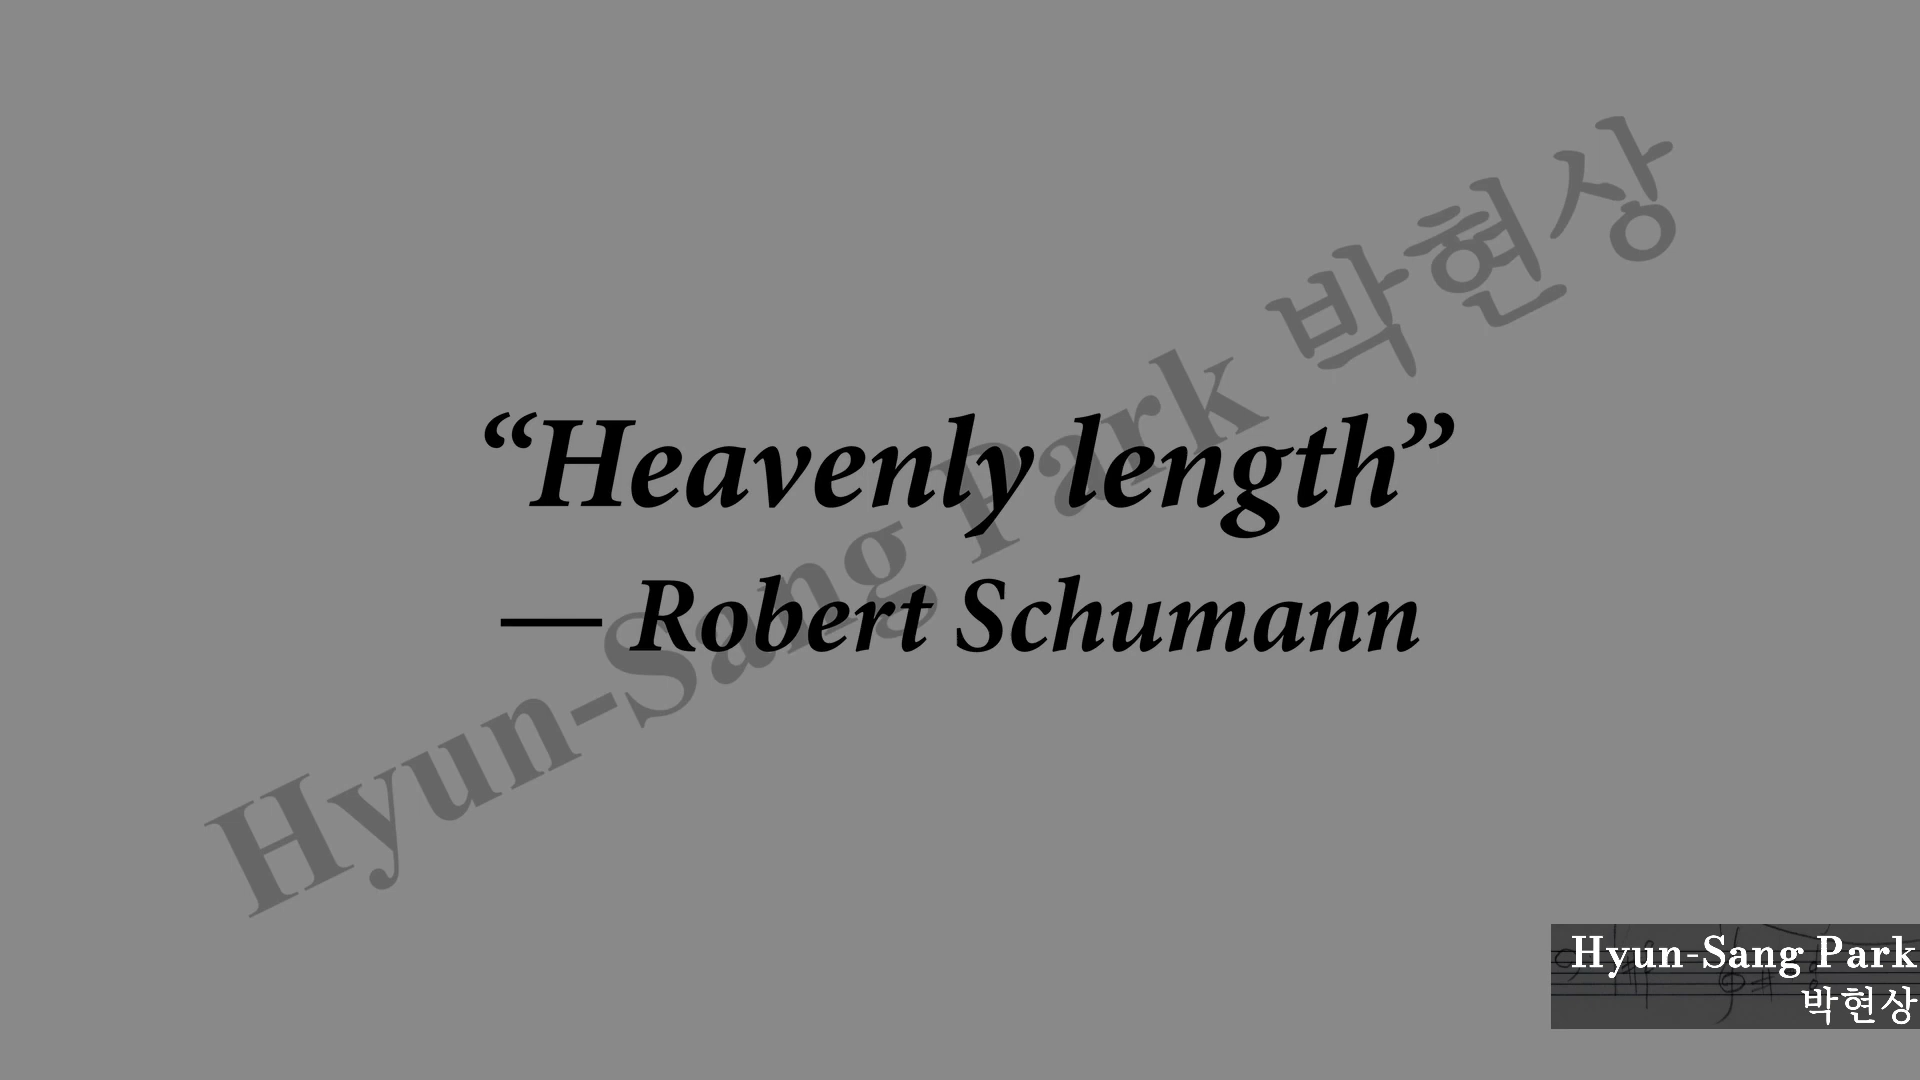 “Heavenly length”
— Robert Schumann
Hyun-Sang Park 박현상
Hyun-Sang Park
박현상